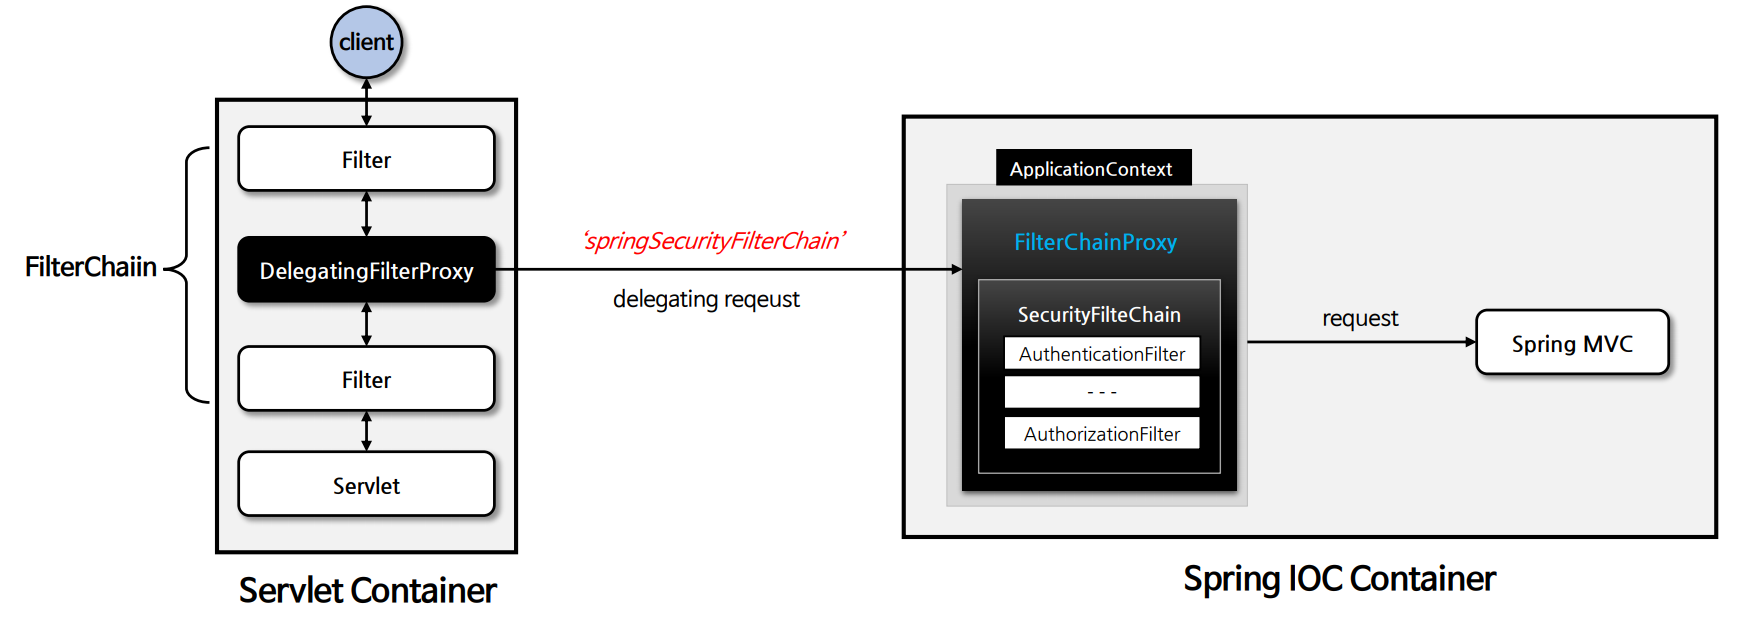 client
Filter
FilterChaiin
DelegatingFilterProxy
Filter
Servlet
Servlet Container
‘springSecurityFilterChain’
delegating reqeust
ApplicationContext
FilterChainProxy
SecurityFilteChain
AuthenticationFilter
- - -
AuthorizationFilter
request
Spring MVC
Spring IOC Container